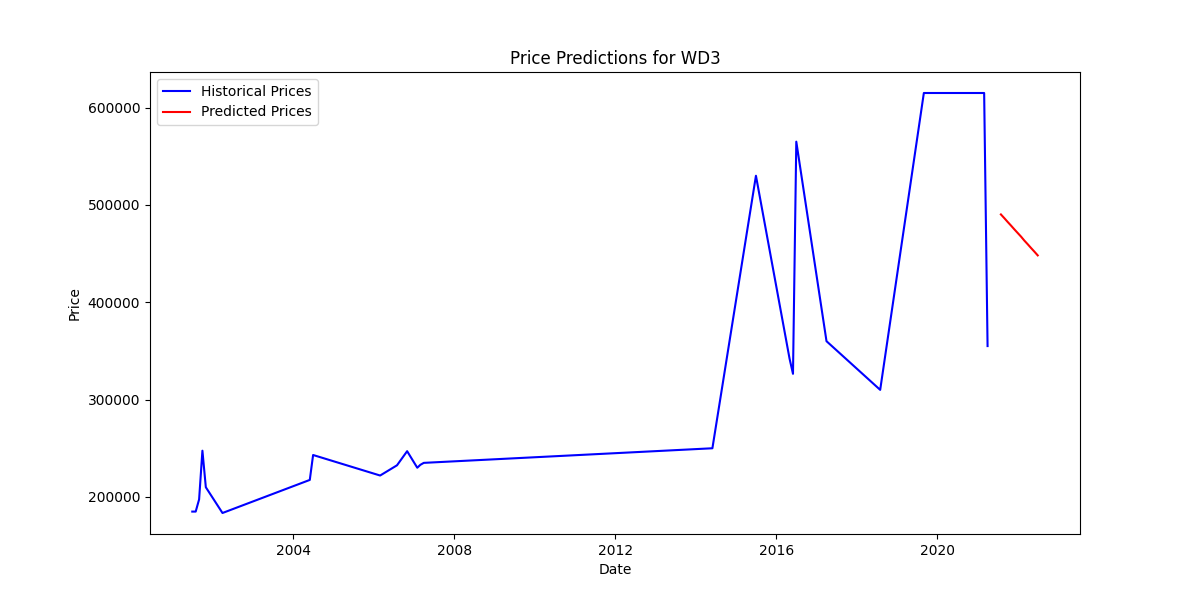 Price Predictions for WD3
Historical Prices
Predicted Prices
600000
500000
400000
300000
200000
Price
2004
2008
2012
2016
2020
Date